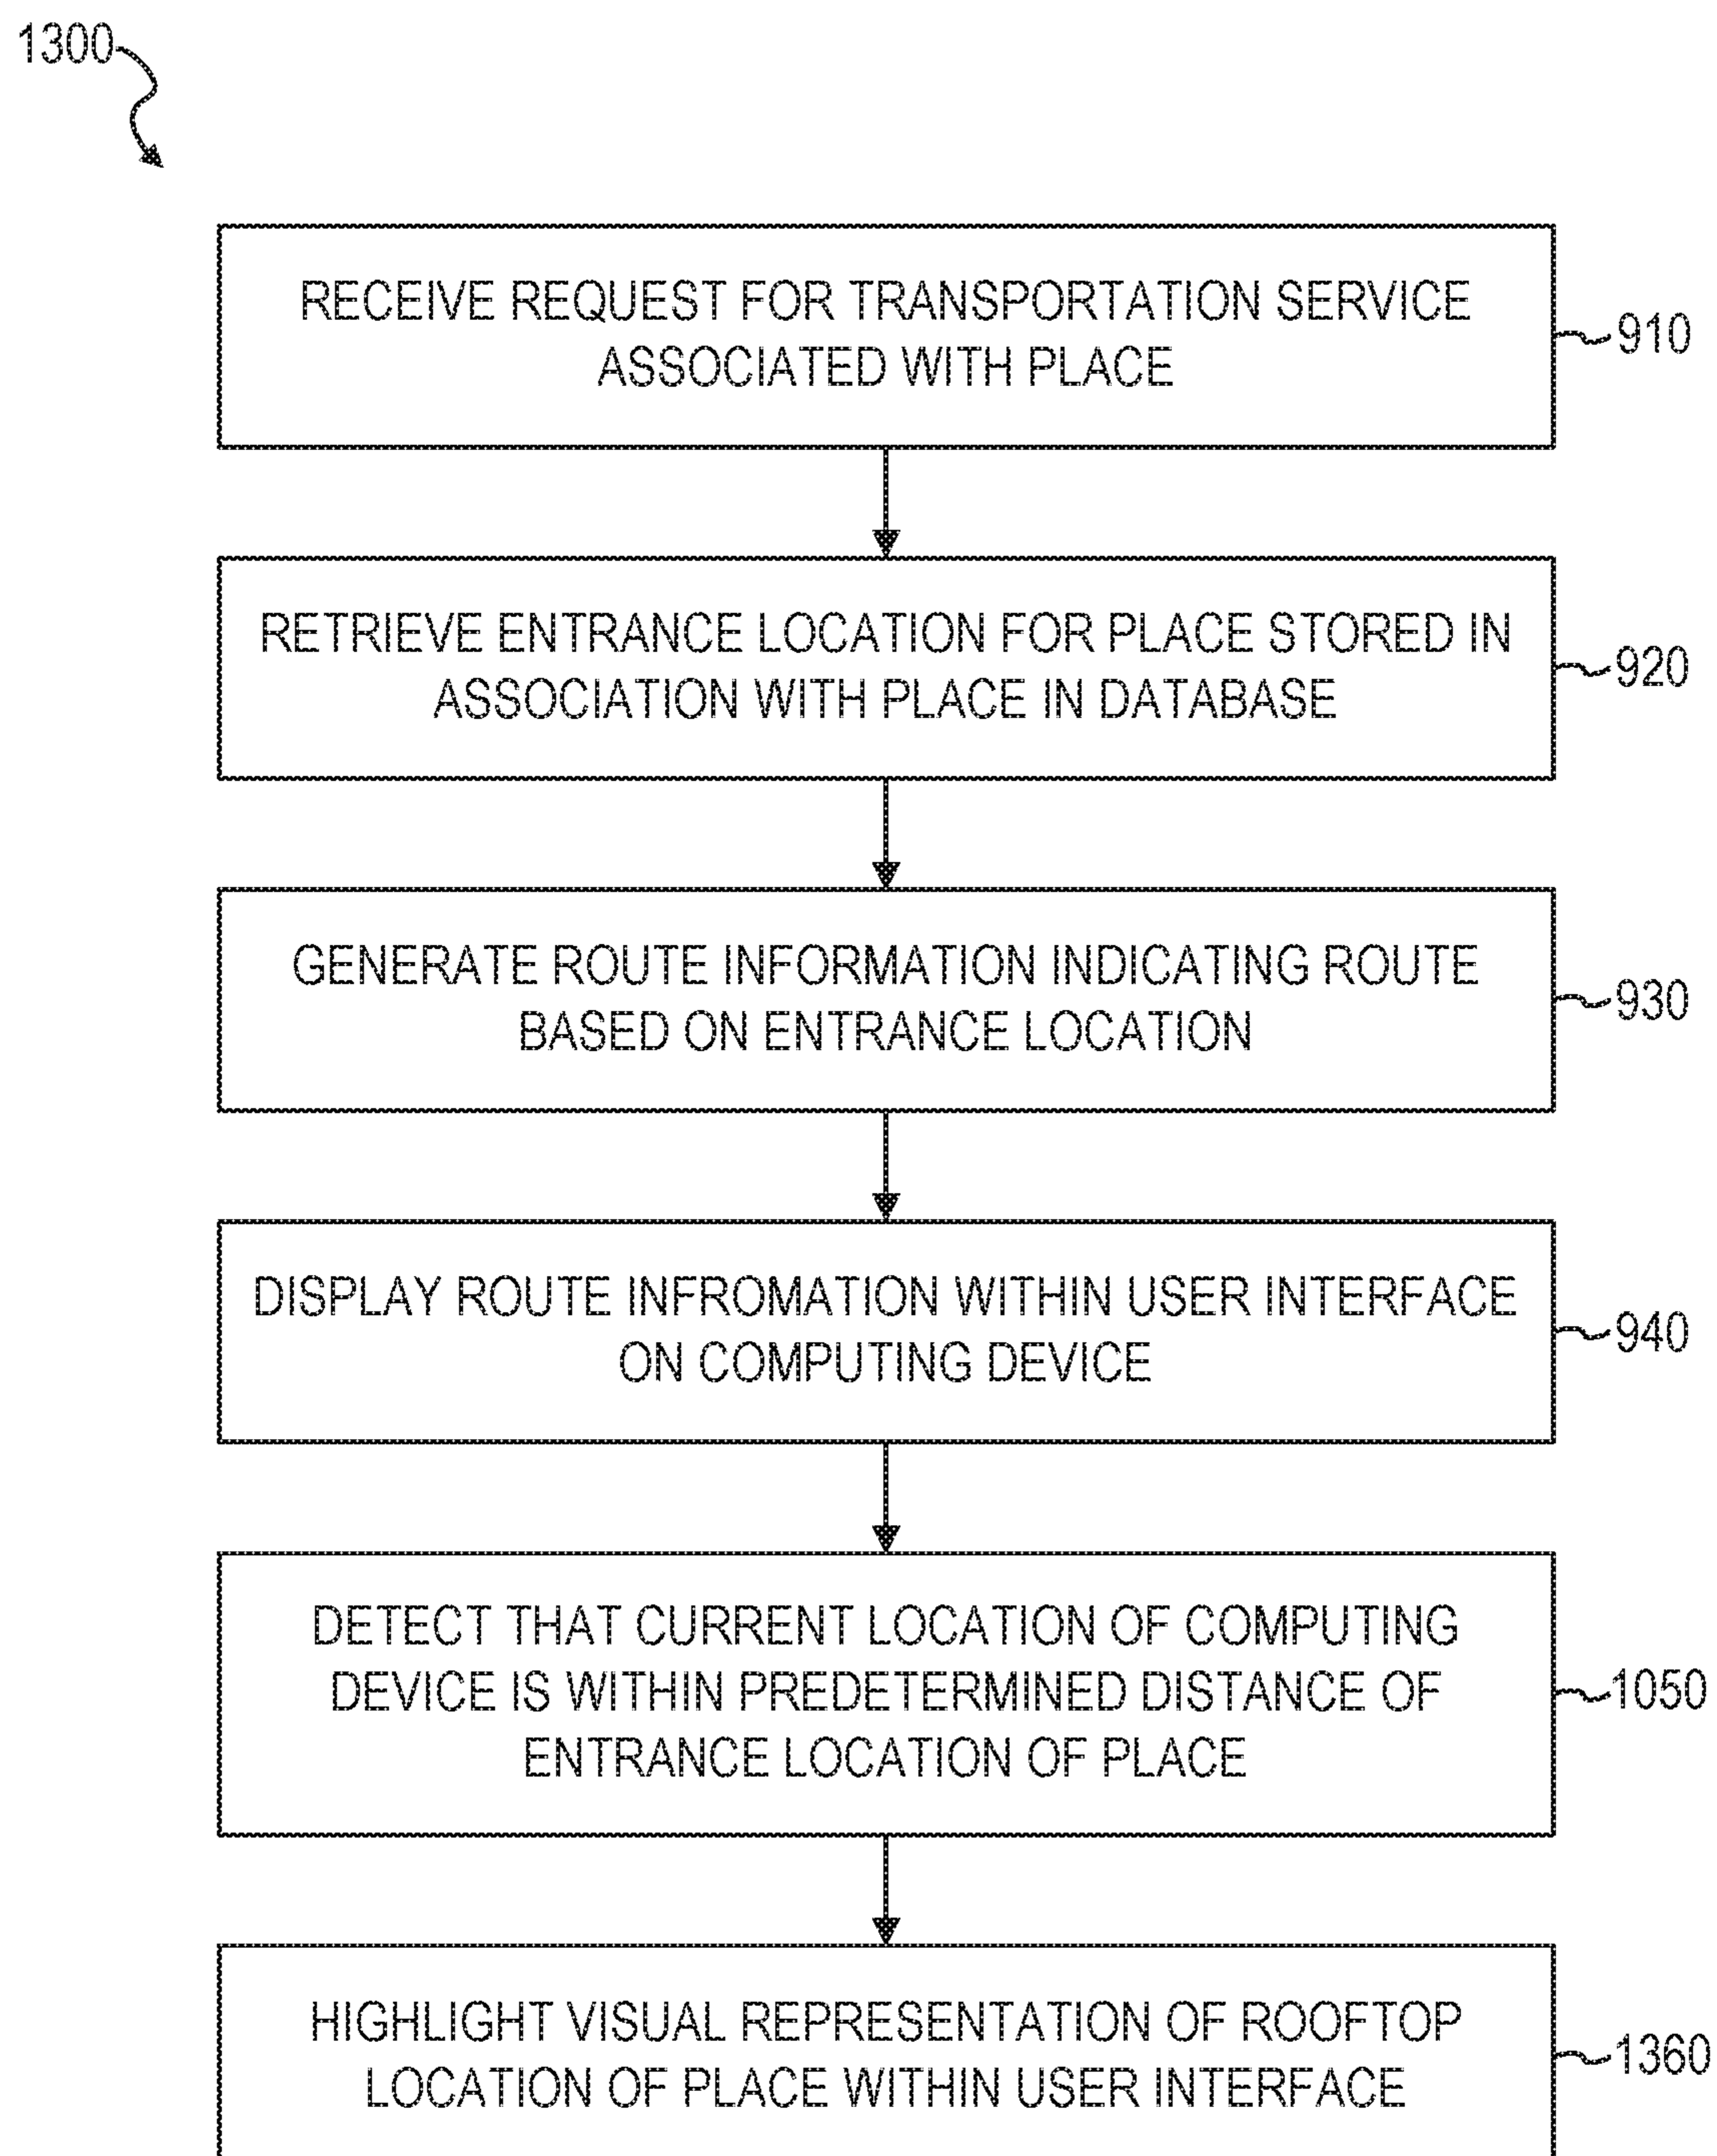 1300
RECEIVE REQUEST FOR TRANSPORTATION SERVICE
ASSOCIATED WITH PLACE
910
RETRIEVE ENTRANCE LOCATION FOR PLACE STORED IN
ASSOCIATION WITH PLACE IN DATABASE
920
GENERATE ROUTE INFORMATION INDICATING ROUTE
BASED ON ENTRANCE LOCATION
930
DISPLAY ROUTE INFROMATION WITHIN USER INTERFACE
ON COMPUTING DEVICE
940
DETECT THAT CURRENT LOCATION OF COMPUTING
DEVICE IS WITHIN PREDETERMINED DISTANCE OF
ENTRANCE LOCATION OF PLACE
1050
HIGHLIGHT VISUAL REPRESENTATION OF ROOFTOP
LOCATION OF PLACE WITHIN USER INTERFACE
1360